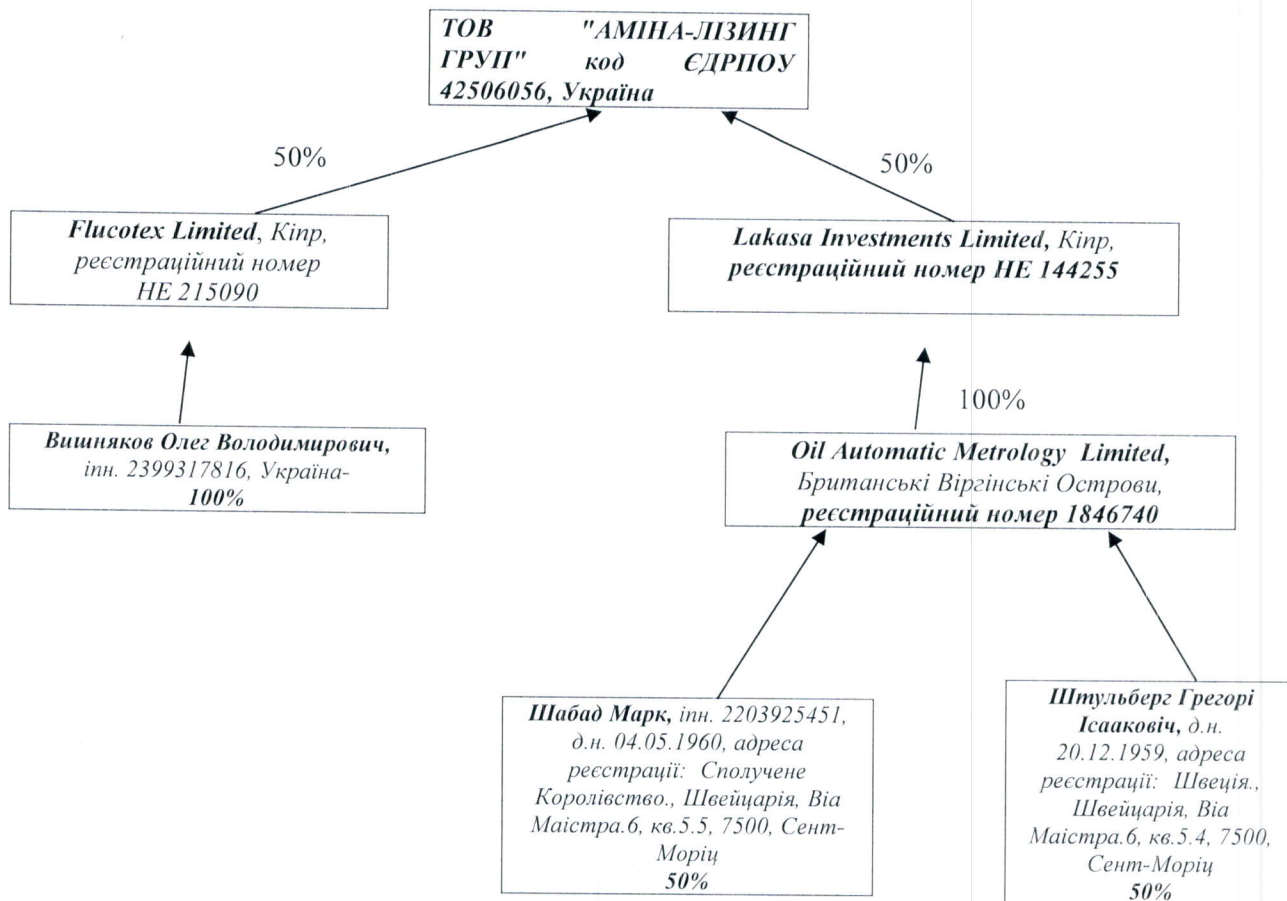 ТОВ "АМІНА-ЛІЗИНГ
ГРУП" код ЄДРПОУ
42506056, Україна
50%
50%
Flucotex Limited, Кіпр,
реєстраційний номер
HE 215090
Lakasa Investments Limited, Кіпр,
реєстраційний номер HE 144255
100%
Вишняков Олег Володимирович,
іпн. 2399317816, Україна-
100%
Oil Automatic Metrology Limited,
Британські Віргінські Острови,
реєстраційний номер 1846740
Шабад Марк, іпн. 2203925451,
д.н. 04.05.1960, адреса
реєстрації: Сполучене
Королівство., Швейцарія, Віа
Маістра.6, кв.5.5, 7500, Сент-
Моріц
50%
Штульберг Грегорі
Ісааковіч, д.н.
20.12.1959, адреса
реєстрації: Швеція.,
Швейцарія, Віа
Маістра.6, кв.5.4, 7500,
Сент-Моріц
50%